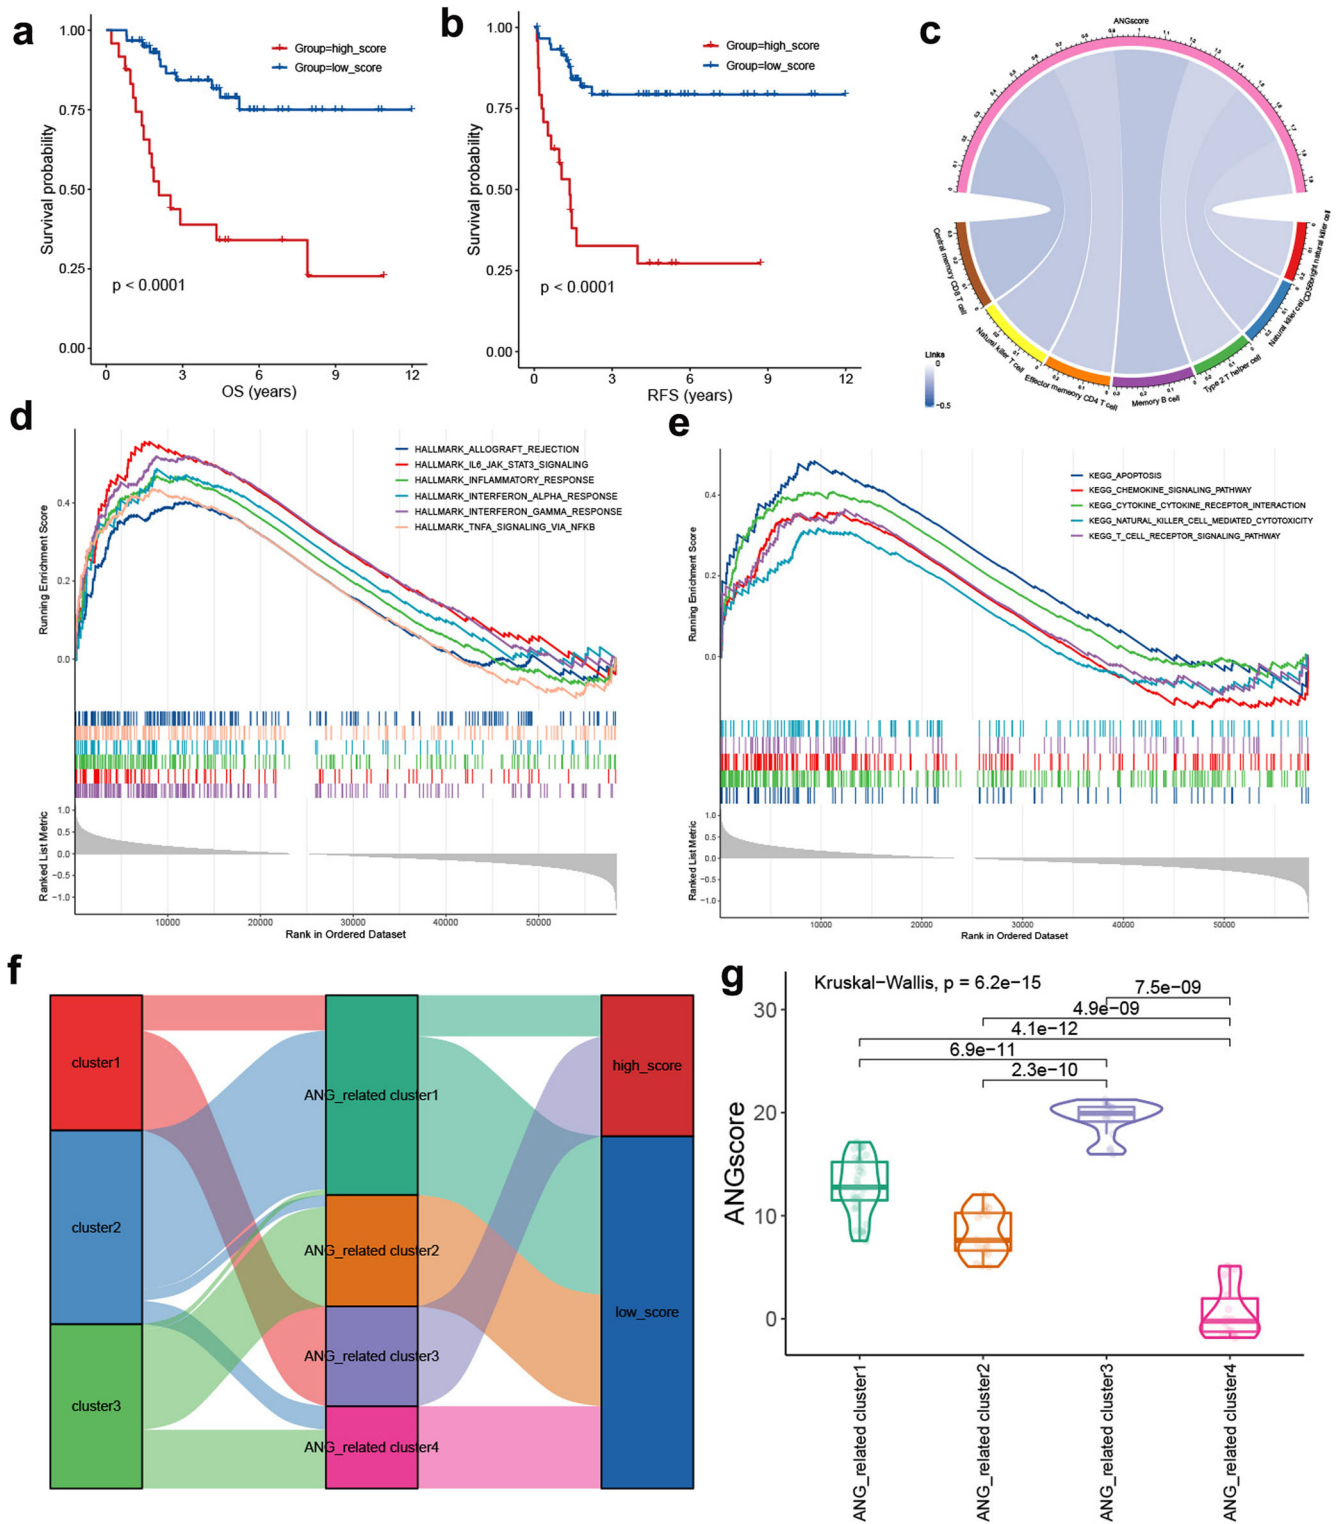 a
1.00
0.75
0.50
0.25
0.00
Survival probability
Group=high_score
Group=low_score
p < 0.0001
0 3 6 9 12
OS (years)
b
1.00
0.75
0.50
0.25
0.00
Survival probability
Group=high_score
Group=low_score
p < 0.0001
0 3 6 9 12
RFS (years)
c
ANGscore
Central memory CD8 T cell
Natural killer T cell
Effector memeory CD4 T cell
Memory B cell
Type 2 T helper cell
Natural killer cell
CD56bright natural killer cell
Links
0
−0.5
d
HALLMARK_ALLOGRAFT_REJECTION
HALLMARK_IL6_JAK_STAT3_SIGNALING
HALLMARK_INFLAMMATORY_RESPONSE
HALLMARK_INTERFERON_ALPHA_RESPONSE
HALLMARK_INTERFERON_GAMMA_RESPONSE
HALLMARK_TNFA_SIGNALING_VIA_NFKB
Running Enrichment Score
0.4
0.2
0.0
Ranked List Metric
1.0
0.5
0.0
−0.5
−1.0
10000 20000 30000 40000 50000
Rank in Ordered Dataset
e
KEGG_APOPTOSIS
KEGG_CHEMOKINE_SIGNALING_PATHWAY
KEGG_CYTOKINE_CYTOKINE_RECEPTOR_INTERACTION
KEGG_NATURAL_KILLER_CELL_MEDIATED_CYTOTOXICITY
KEGG_T_CELL_RECEPTOR_SIGNALING_PATHWAY
Running Enrichment Score
0.4
0.2
0.0
Ranked List Metric
1.0
0.5
0.0
−0.5
−1.0
10000 20000 30000 40000 50000
Rank in Ordered Dataset
f
cluster1
cluster2
cluster3
ANG_related cluster1
ANG_related cluster2
ANG_related cluster3
ANG_related cluster4
high_score
low_score
g
Kruskal−Wallis, p = 6.2e−15
7.5e−09
4.9e−09
4.1e−12
6.9e−11
2.3e−10
ANGscore
30
20
10
0
ANG_related cluster1
ANG_related cluster2
ANG_related cluster3
ANG_related cluster4